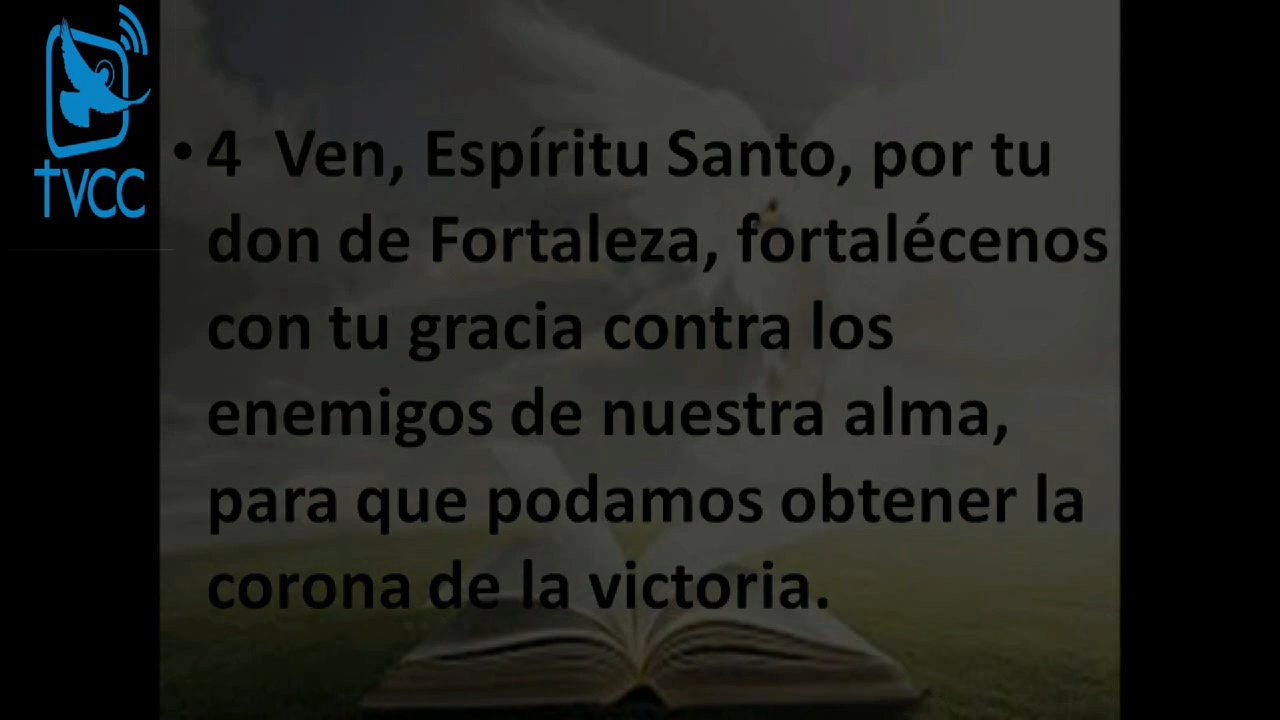 tvcc
• 4 Ven, Espíritu Santo, por tu
don de Fortaleza, fortalécenos
con tu gracia contra los
enemigos de nuestra alma,
para que podamos obtener la
corona de la victoria.